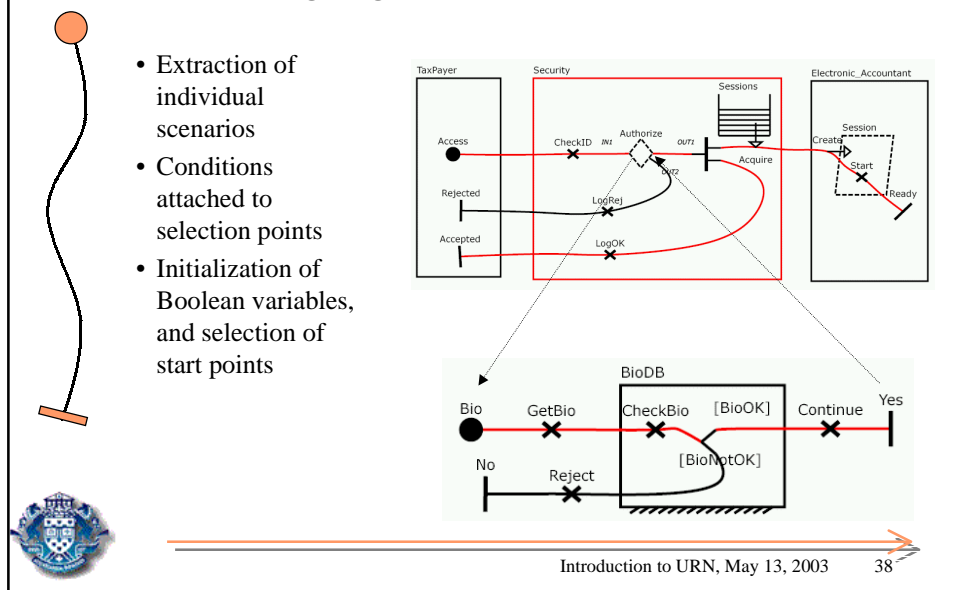 • Extraction of
individual
scenarios
• Conditions
attached to
selection points
• Initialization of
Boolean variables,
and selection of
start points
TaxPayer
Security
Electronic_Accountant
Sessions
Session
Access
CheckID
IN1
Authorize
OUT1
Acquire
Create
Start
OUT2
Rejected
LogRej
Ready
Accepted
LogOK
BioDB
Bio
GetBio
CheckBio
[BioOK]
Continue
Yes
[BioNotOK]
No
Reject
Introduction to URN, May 13, 2003
38